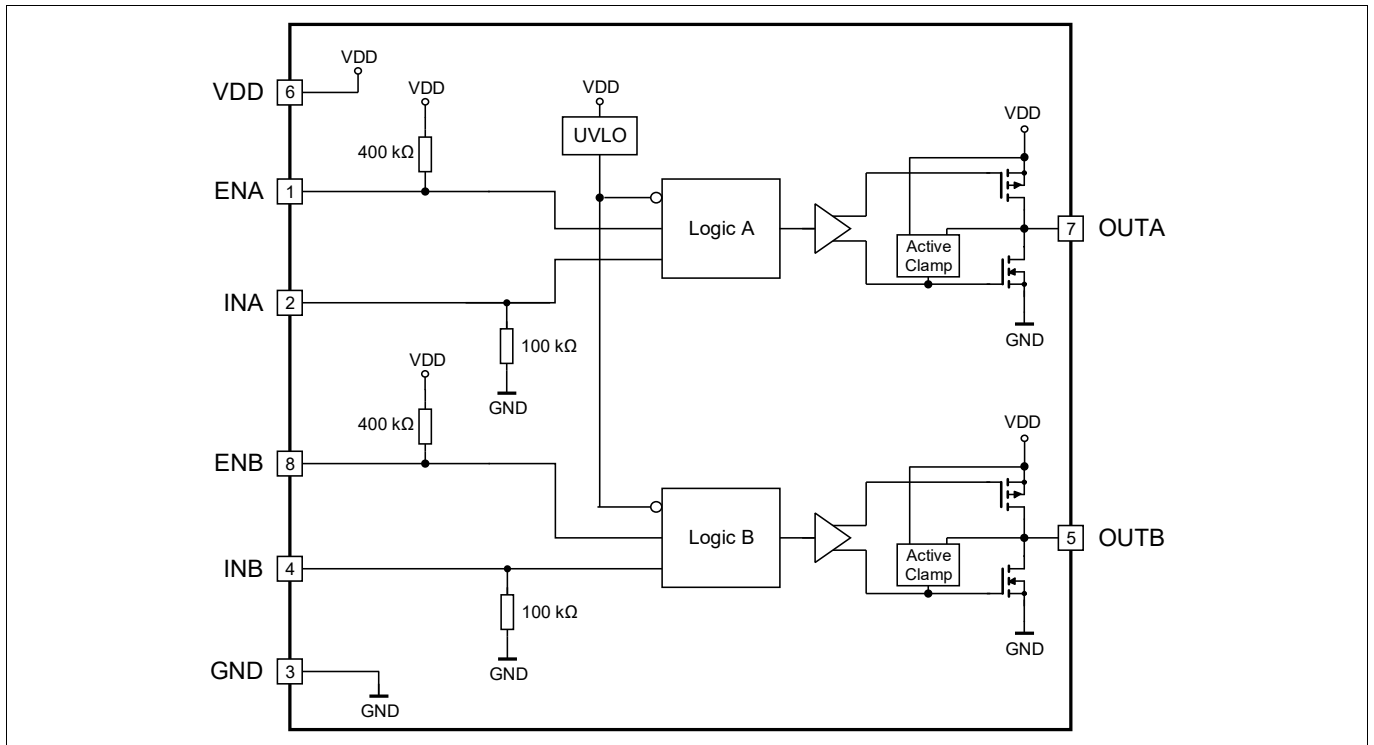 VDD
6
VDD
VDD
400 kΩ
ENA
1
VDD
UVLO
Logic A
VDD
Active
Clamp
7
OUTA
GND
INA
2
100 kΩ
GND
VDD
400 kΩ
ENB
8
Logic B
VDD
Active
Clamp
5
OUTB
GND
INB
4
100 kΩ
GND
GND
3
GND